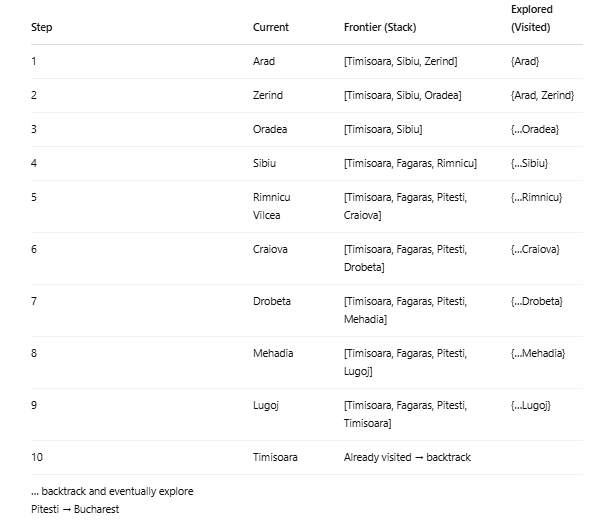 Step Current Frontier (Stack) Explored (Visited)
1 Arad [Timisoara, Sibiu, Zerind] {Arad}
2 Zerind [Timisoara, Sibiu, Oradea] {Arad, Zerind}
3 Oradea [Timisoara, Sibiu] {...Oradea}
4 Sibiu [Timisoara, Fagaras, Rimnicu] {...Sibiu}
5 Rimnicu Vilcea [Timisoara, Fagaras, Pitesti, Craiova] {...Rimnicu}
6 Craiova [Timisoara, Fagaras, Pitesti, Drobeta] {...Craiova}
7 Drobeta [Timisoara, Fagaras, Pitesti, Mehadia] {...Drobeta}
8 Mehadia [Timisoara, Fagaras, Pitesti, Lugoj] {...Mehadia}
9 Lugoj [Timisoara, Fagaras, Pitesti, Timisoara] {...Lugoj}
10 Timisoara Already visited → backtrack
... backtrack and eventually explore
Pitesti → Bucharest